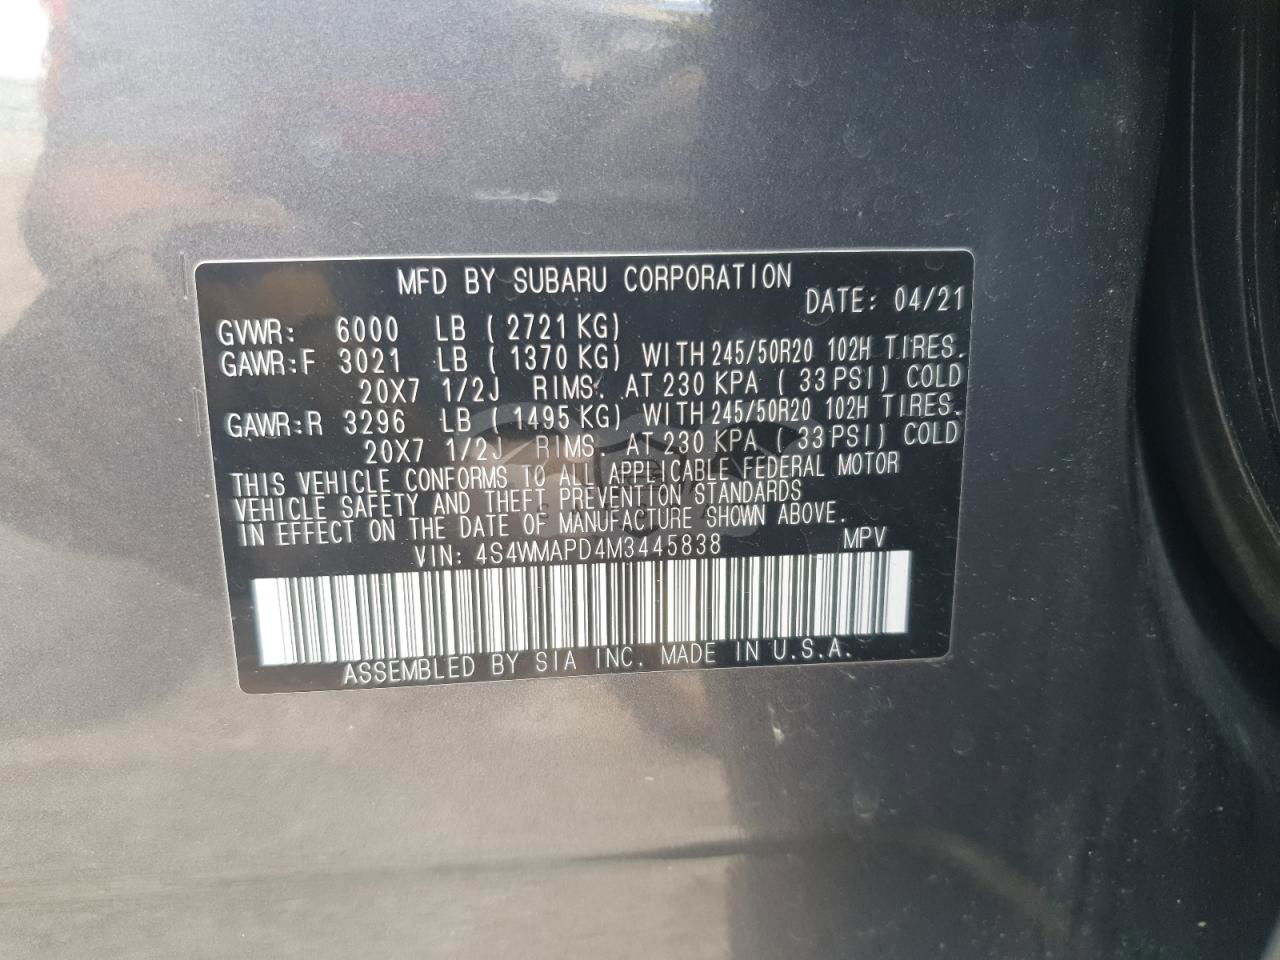 MFD BY SUBARU CORPORATION
DATE: 04/21
GVWR: 6000 LB ( 2721 KG)
GAWR:F 3021 LB ( 1370 KG) WITH 245/50R20 102H TIRES.
20X7 1/2J RIMS. AT 230 KPA ( 33 PSI) COLD
GAWR:R 3296 LB ( 1495 KG) WITH 245/50R20 102H TIRES.
20X7 1/2J RIMS. AT 230 KPA ( 33 PSI) COLD
THIS VEHICLE CONFORMS TO ALL APPLICABLE FEDERAL MOTOR
VEHICLE SAFETY AND THEFT PREVENTION STANDARDS
IN EFFECT ON THE DATE OF MANUFACTURE SHOWN ABOVE.
VIN: 4S4WMAPD4M3445838 MPV
ASSEMBLED BY SIA INC. MADE IN U.S.A.